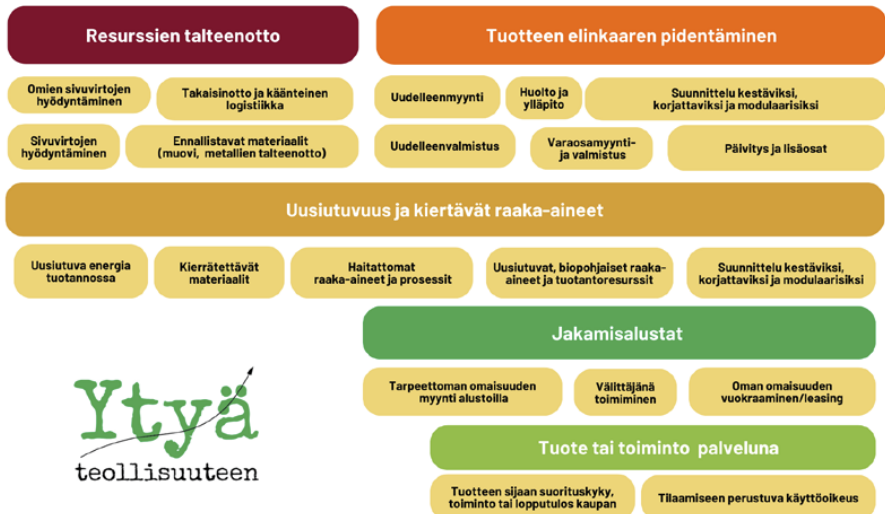 Resurssien talteenotto
Omien sivuvirtojen
hyödyntäminen
Takaisinotto ja käänteinen
logistiikka
Sivuvirtojen
hyödyntäminen
Ennallistavat materiaalit
(muovi, metallien talteenotto)
Tuotteen elinkaaren pidentäminen
Uudelleenmyynti
Huolto ja
ylläpito
Suunnittelu kestäviksi,
korjattaviksi ja modulaarisiksi
Uudelleenvalmistus
Varaosamyynti-
ja valmistus
Päivitys ja lisäosat
Uusiutuvuus ja kiertävät raaka-aineet
Uusiutuva energia
tuotannossa
Kierrätettävät
materiaalit
Haitattomat
raaka-aineet ja prosessit
Uusiutuvat, biopohjaiset raaka-
aineet ja tuotantoresurssit
Suunnittelu kestäviksi,
korjattaviksi ja modulaarisiksi
Jakamisalustat
Tarpeettoman omaisuuden
myynti alustoilla
Välittäjänä
toimiminen
Oman omaisuuden
vuokraaminen/leasing
Tuote tai toiminto palveluna
Tuotteen sijaan suorituskyky,
toiminto tai lopputulos kaupan
Tilaamiseen perustuva käyttöoikeus
Ytyä
teollisuuteen